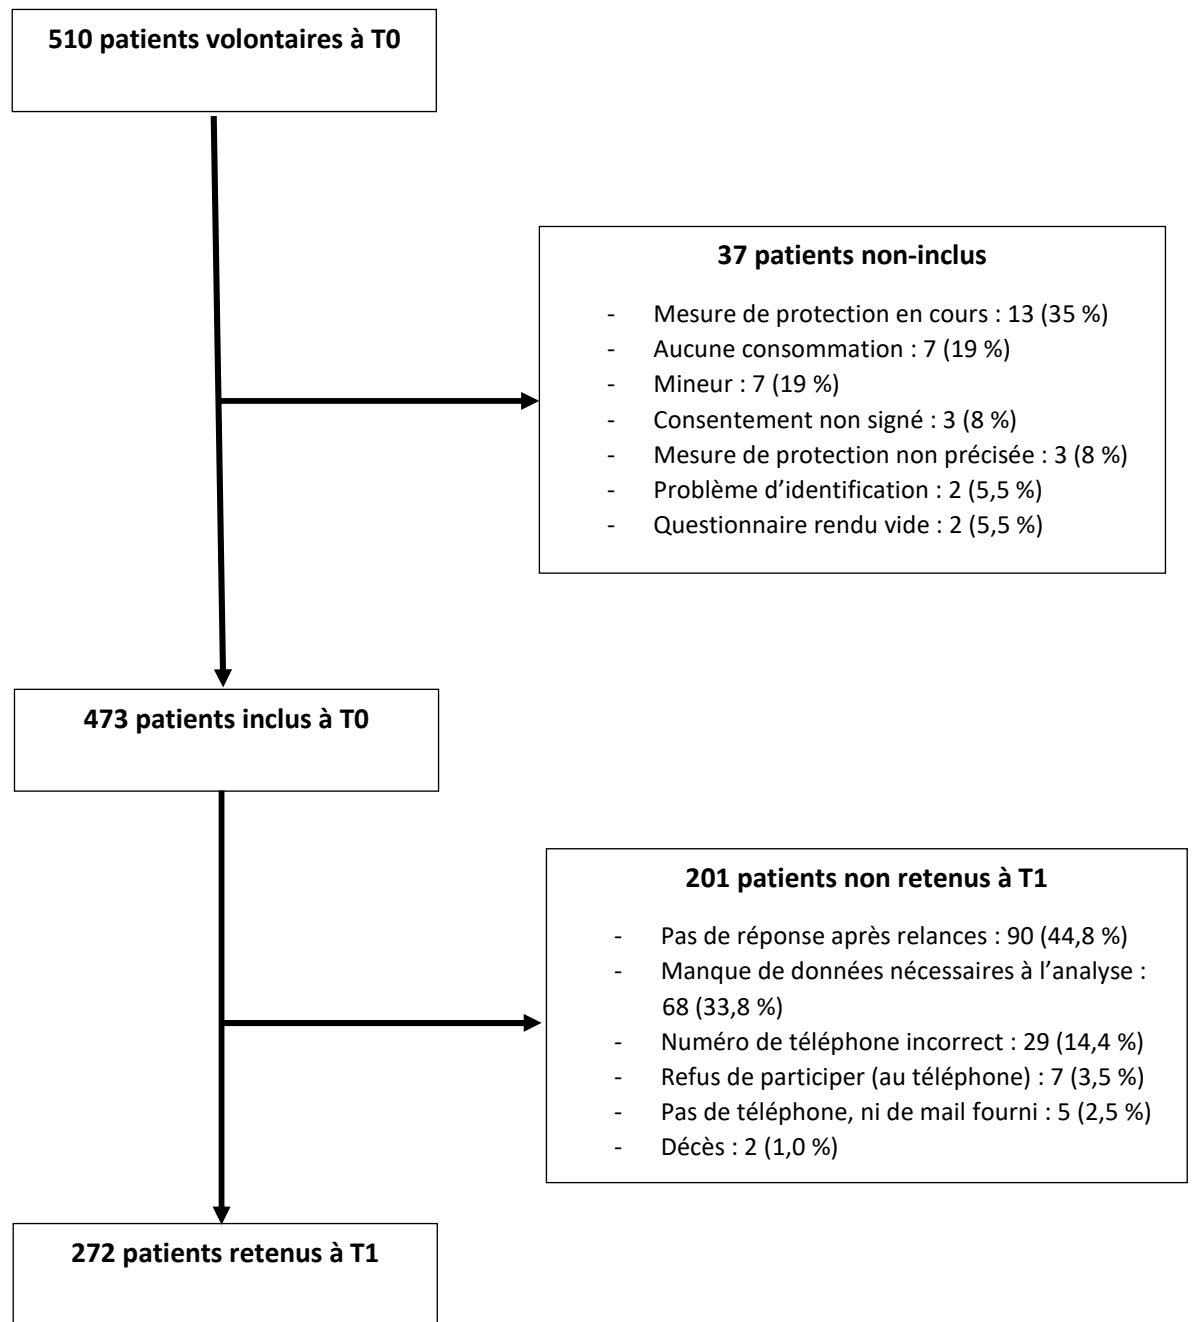 510 patients volontaires à T0
37 patients non-inclus
- Mesure de protection en cours : 13 (35 %)
- Aucune consommation : 7 (19 %)
- Mineur : 7 (19 %)
- Consentement non signé : 3 (8 %)
- Mesure de protection non précisée : 3 (8 %)
- Problème d’identification : 2 (5,5 %)
- Questionnaire rendu vide : 2 (5,5 %)
473 patients inclus à T0
201 patients non retenus à T1
- Pas de réponse après relances : 90 (44,8 %)
- Manque de données nécessaires à l’analyse :
68 (33,8 %)
- Numéro de téléphone incorrect : 29 (14,4 %)
- Refus de participer (au téléphone) : 7 (3,5 %)
- Pas de téléphone, ni de mail fourni : 5 (2,5 %)
- Décès : 2 (1,0 %)
272 patients retenus à T1